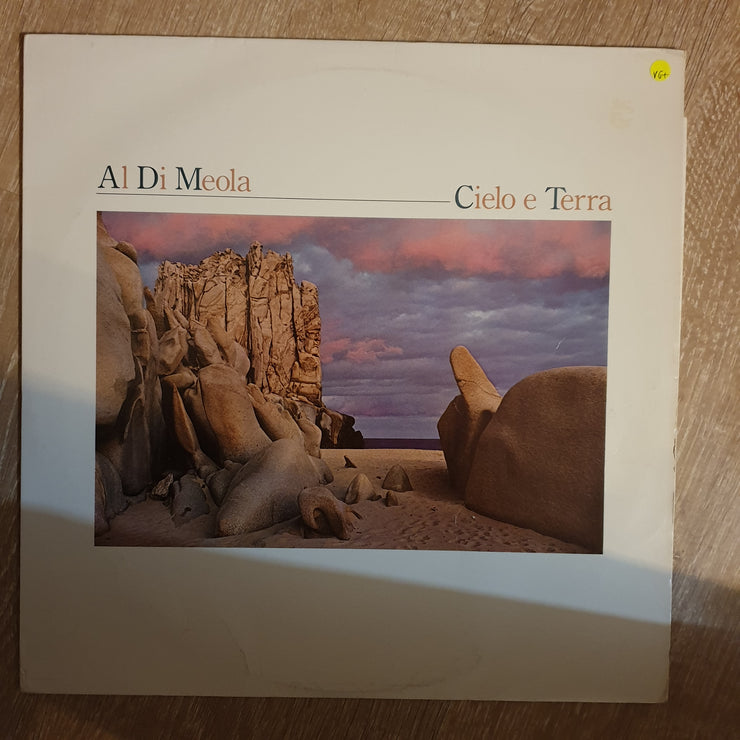 VG+
Al Di Meola
Cielo e Terra